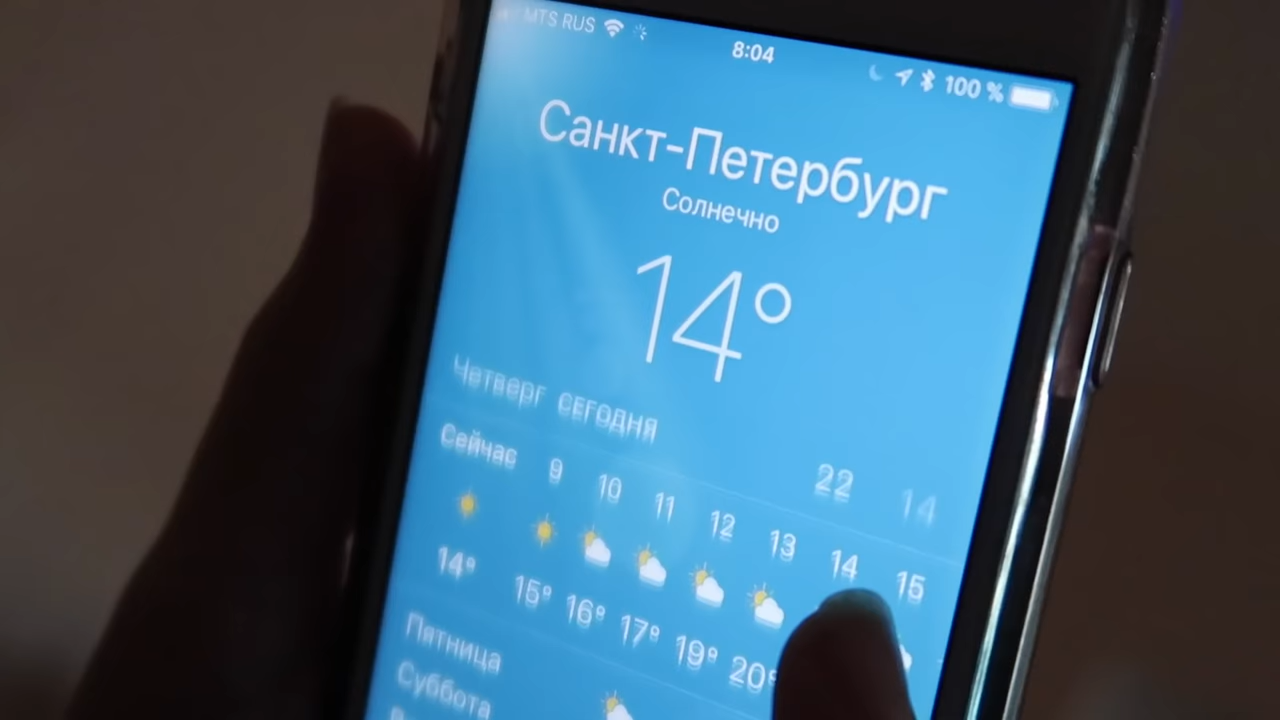 MTS RUS 8:04 100 %
Санкт-Петербург
Солнечно
14°
Четверг сегодня 22 14
Сейчас 9 10 11 12 13 14 15
14° 15° 16° 17° 19° 20°
Пятница
Суббота